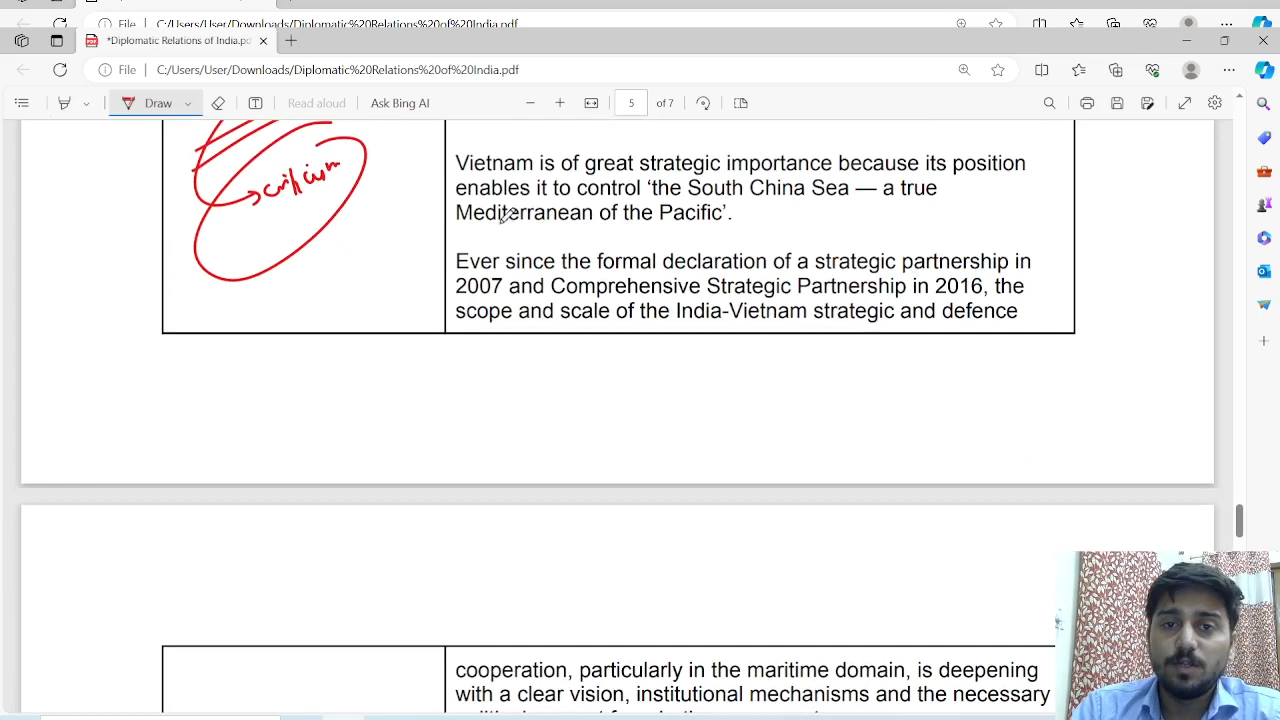 File C:/Users/User/Downloads/Diplomatic%20Relations%20of%20India.pdf
*Diplomatic Relations of India.pd
File C:/Users/User/Downloads/Diplomatic%20Relations%20of%20India.pdf
Draw Read aloud Ask Bing AI 5 of 7
criticism
Vietnam is of great strategic importance because its position
enables it to control ‘the South China Sea — a true
Mediterranean of the Pacific’.
Ever since the formal declaration of a strategic partnership in
2007 and Comprehensive Strategic Partnership in 2016, the
scope and scale of the India-Vietnam strategic and defence
cooperation, particularly in the maritime domain, is deepening
with a clear vision, institutional mechanisms and the necessary